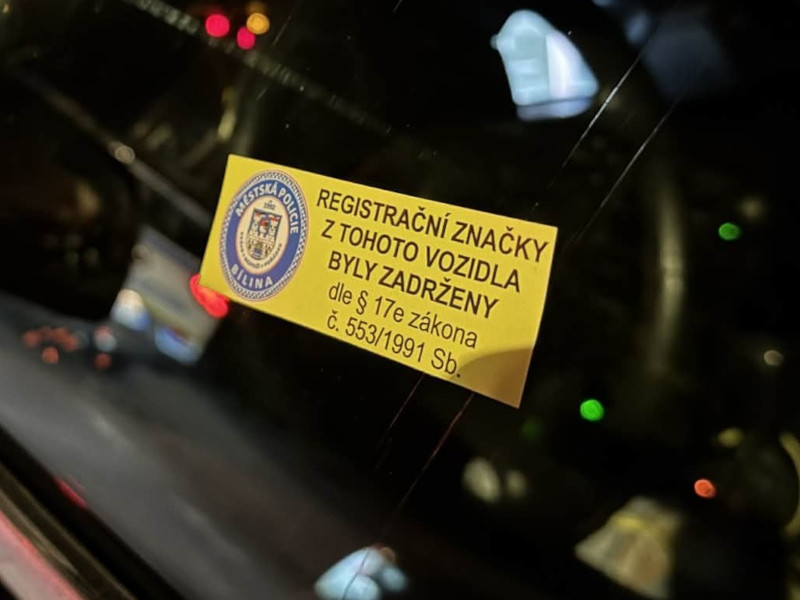 MĚSTSKÁ POLICIE
BÍLINA
REGISTRAČNÍ ZNAČKY
Z TOHOTO VOZIDLA
BYLY ZADRŽENY
dle § 17e zákona
č. 553/1991 Sb.